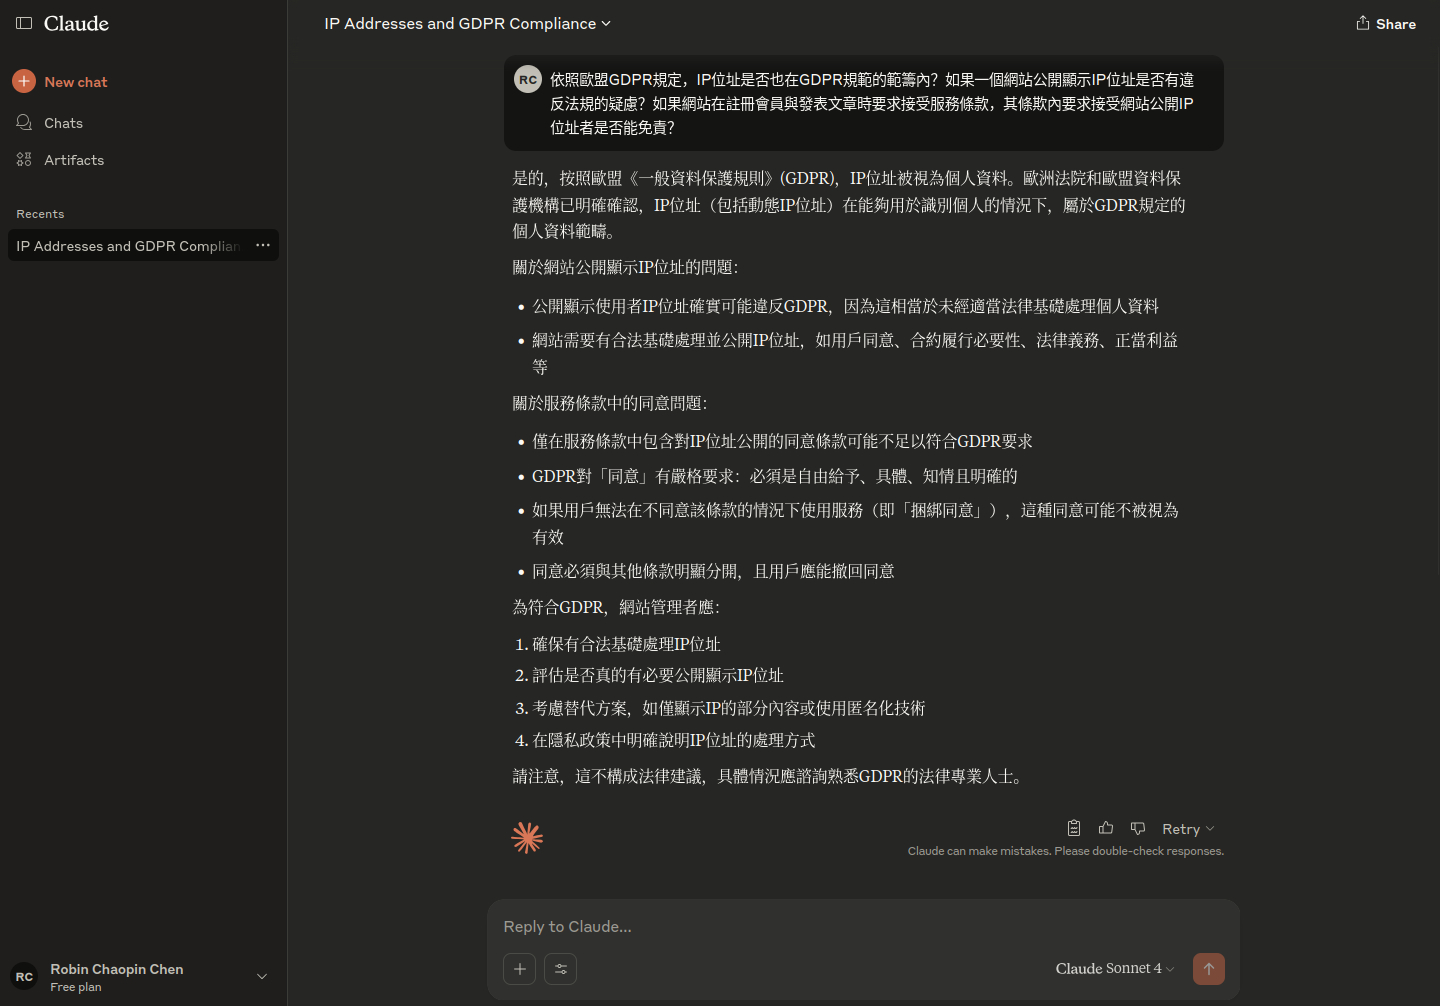 Claude
New chat
Chats
Artifacts
Recents
IP Addresses and GDPR Complian
IP Addresses and GDPR Compliance
Share
RC
依照歐盟GDPR規定，IP位址是否也在GDPR規範的範籌內？如果一個網站公開顯示IP位址是否有違
反法規的疑慮？如果網站在註冊會員與發表文章時要求接受服務條款，其條欺內要求接受網站公開IP
位址者是否能免責？
是的，按照歐盟《一般資料保護規則》(GDPR)，IP位址被視為個人資料。歐洲法院和歐盟資料保
護機構已明確確認，IP位址（包括動態IP位址）在能夠用於識別個人的情況下，屬於GDPR規定的
個人資料範疇。
關於網站公開顯示IP位址的問題：
• 公開顯示使用者IP位址確實可能違反GDPR，因為這相當於未經適當法律基礎處理個人資料
• 網站需要有合法基礎處理並公開IP位址，如用戶同意、合約履行必要性、法律義務、正當利益
等
關於服務條款中的同意問題：
• 僅在服務條款中包含對IP位址公開的同意條款可能不足以符合GDPR要求
• GDPR對「同意」有嚴格要求：必須是自由給予、具體、知情且明確的
• 如果用戶無法在不同意該條款的情況下使用服務（即「捆綁同意」），這種同意可能不被視為
有效
• 同意必須與其他條款明顯分開，且用戶應能撤回同意
為符合GDPR，網站管理者應：
1. 確保有合法基礎處理IP位址
2. 評估是否真的有必要公開顯示IP位址
3. 考慮替代方案，如僅顯示IP的部分內容或使用匿名化技術
4. 在隱私政策中明確說明IP位址的處理方式
請注意，這不構成法律建議，具體情況應諮詢熟悉GDPR的法律專業人士。
Retry
Claude can make mistakes. Please double-check responses.
Reply to Claude...
Claude Sonnet 4
RC
Robin Chaopin Chen
Free plan